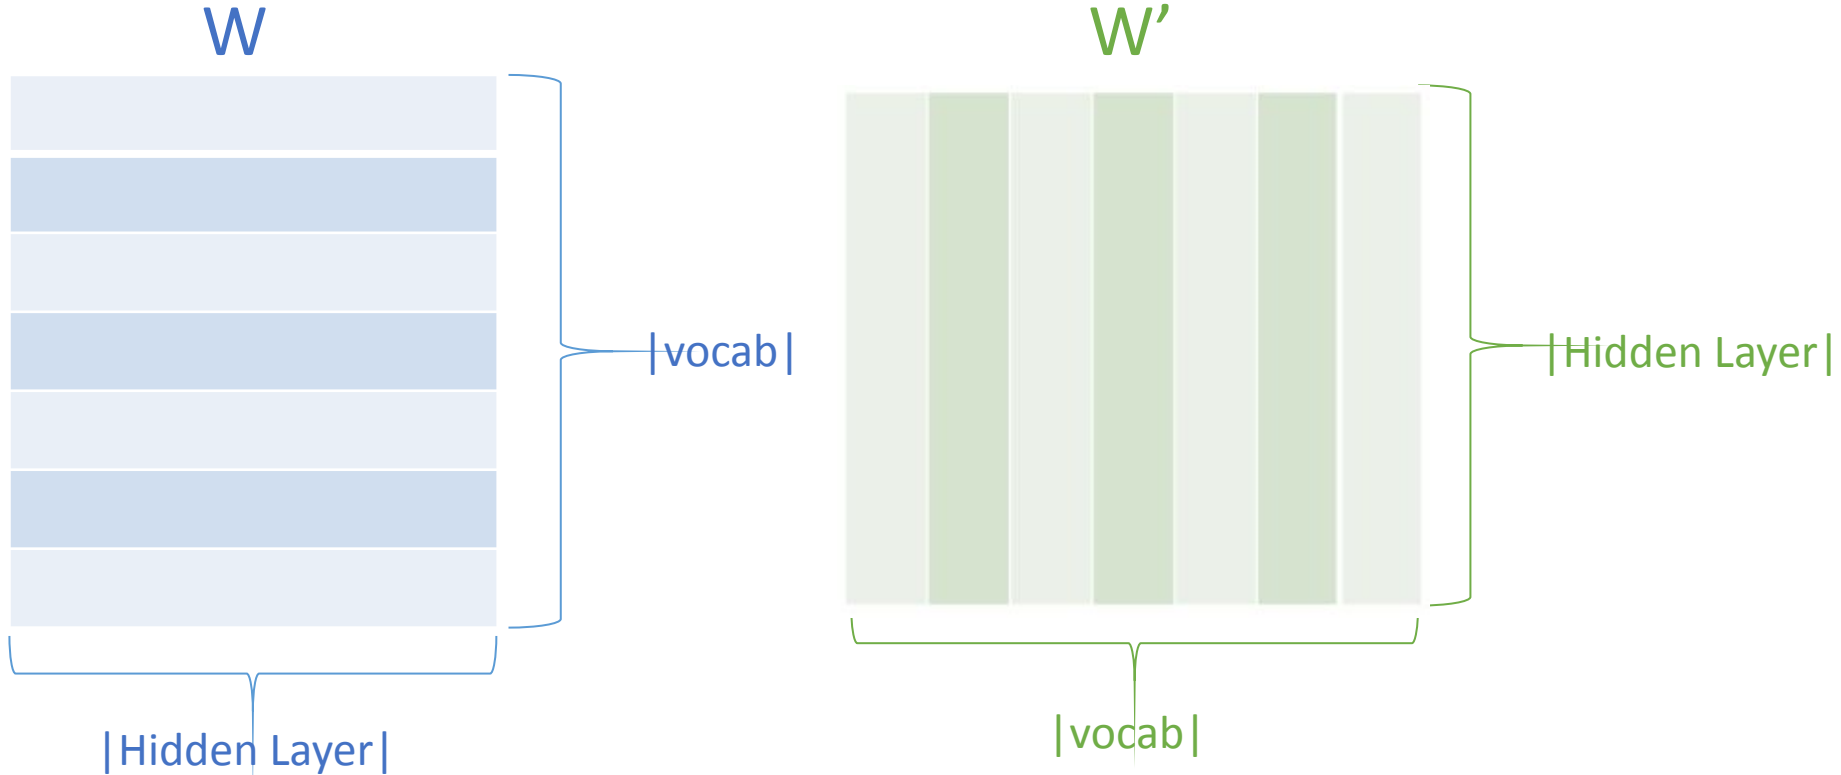 W
W’
|vocab|
|Hidden Layer|
|Hidden Layer|
|vocab|